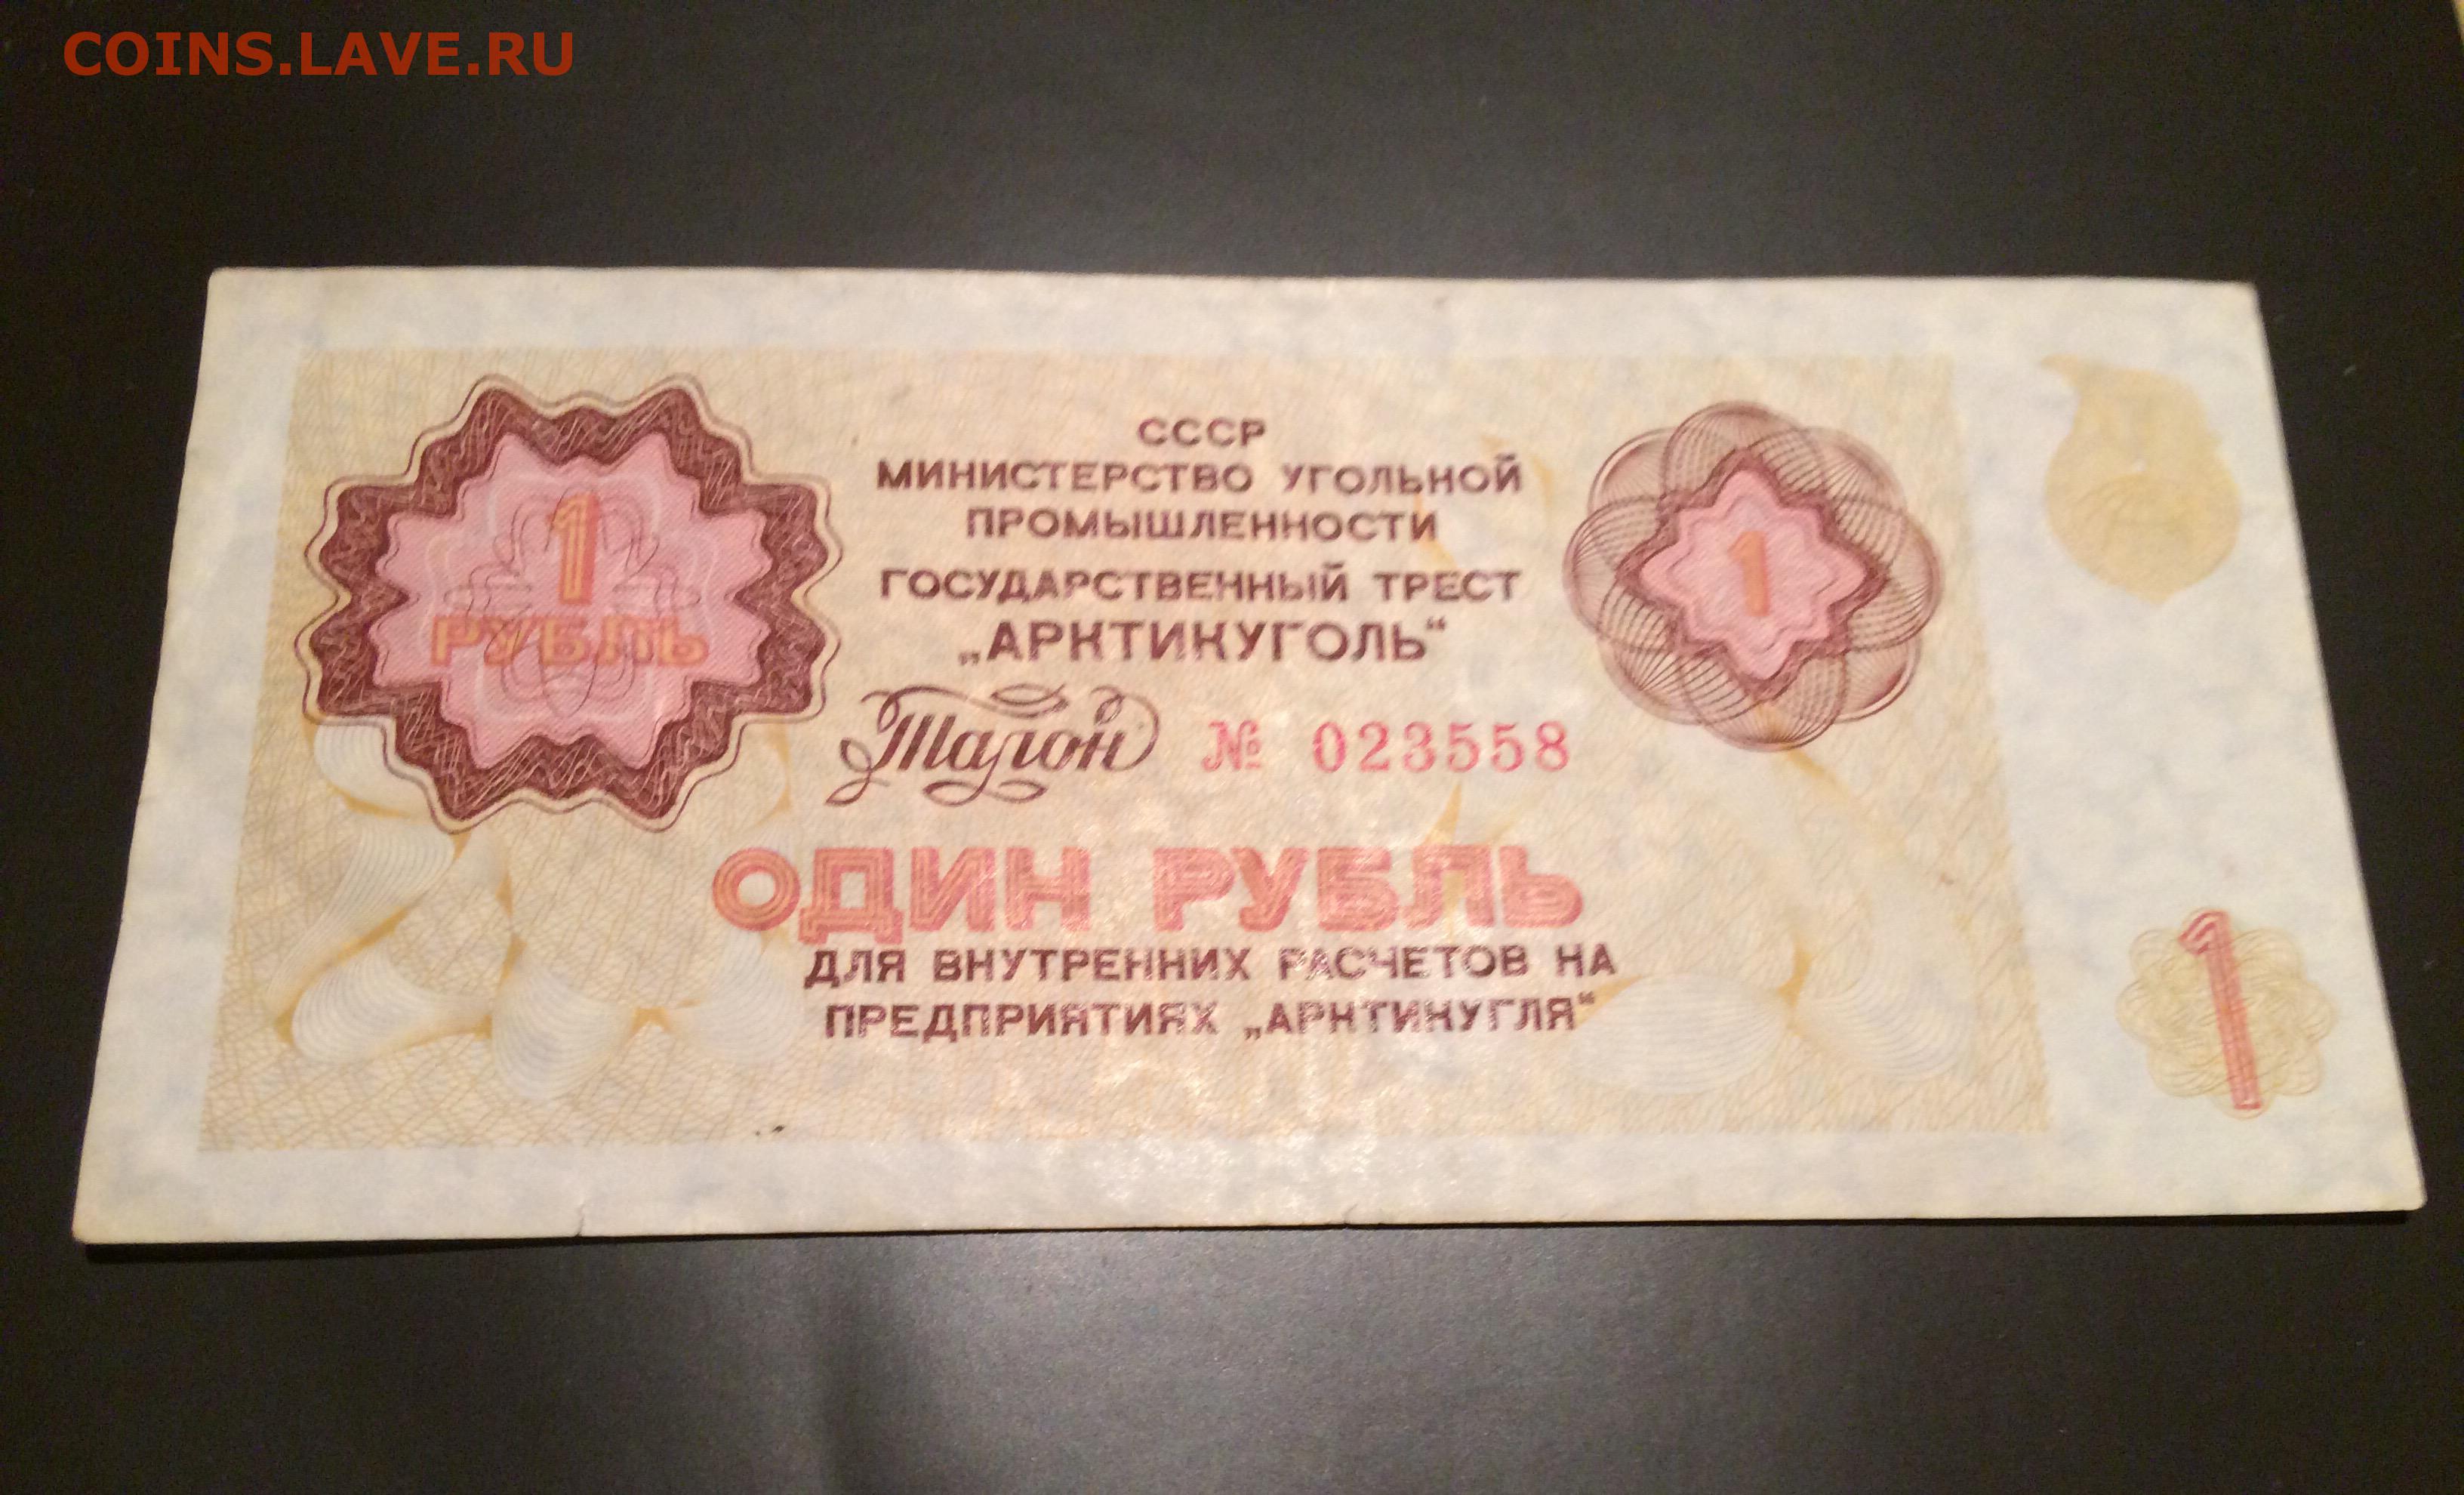 COINS.LAVE.RU
СССР
МИНИСТЕРСТВО УГОЛЬНОЙ
ПРОМЫШЛЕННОСТИ
ГОСУДАРСТВЕННЫЙ ТРЕСТ
„АРКТИКУГОЛЬ“
1
РУБЛЬ
1
Талон № 023558
ОДИН РУБЛЬ
ДЛЯ ВНУТРЕННИХ РАСЧЕТОВ НА
ПРЕДПРИЯТИЯХ „АРКТИКУГЛЯ“
1